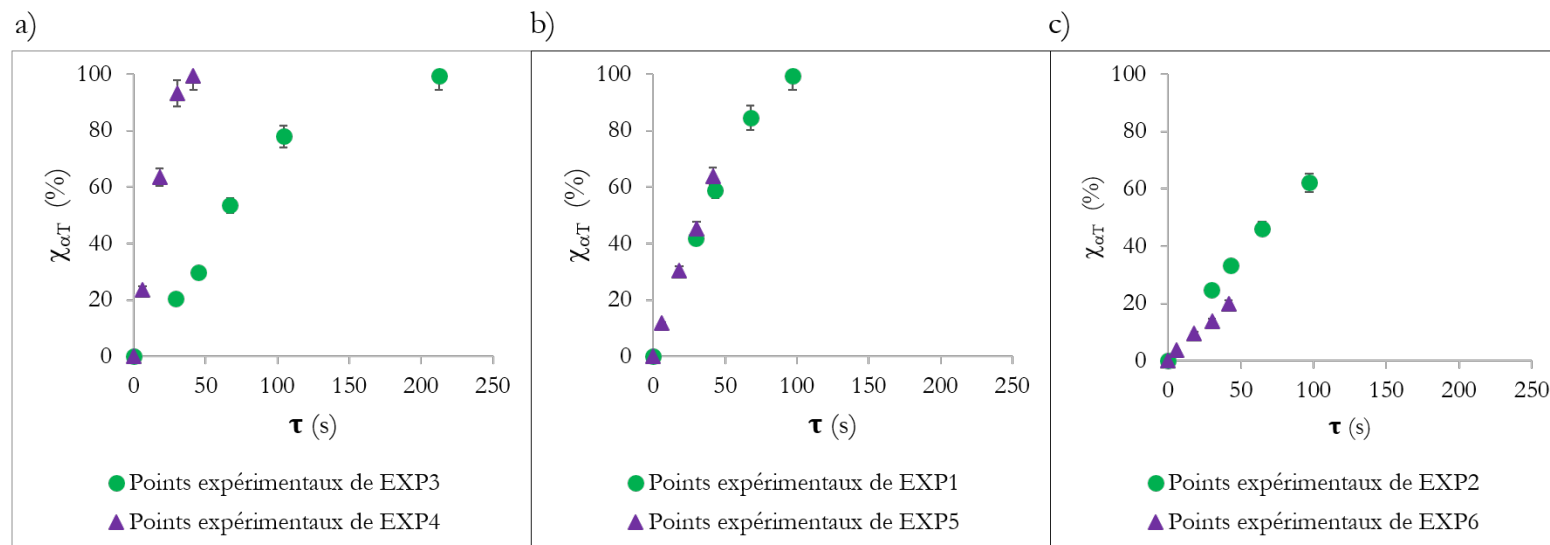 a)
100
80
60
40
20
0
χαT (%)
0 50 100 150 200 250
τ (s)
Points expérimentaux de EXP3
Points expérimentaux de EXP4
b)
100
80
60
40
20
0
χαT (%)
0 50 100 150 200 250
τ (s)
Points expérimentaux de EXP1
Points expérimentaux de EXP5
c)
100
80
60
40
20
0
χαT (%)
0 50 100 150 200 250
τ (s)
Points expérimentaux de EXP2
Points expérimentaux de EXP6